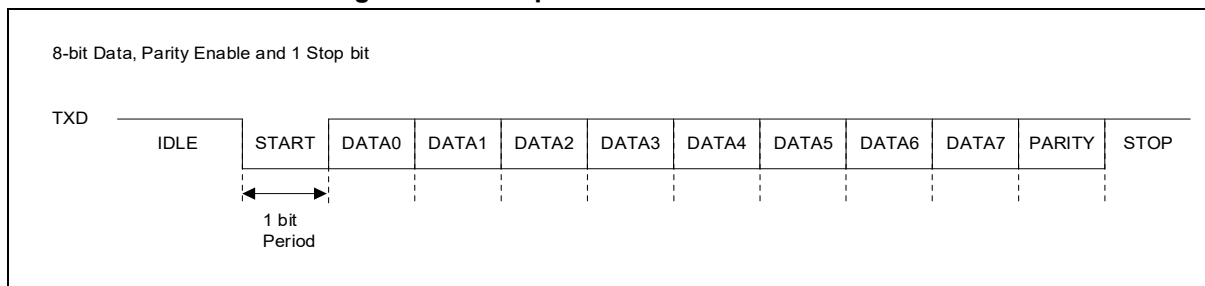 8-bit Data, Parity Enable and 1 Stop bit
TXD
IDLE START DATA0 DATA1 DATA2 DATA3 DATA4 DATA5 DATA6 DATA7 PARITY STOP
1 bit
Period